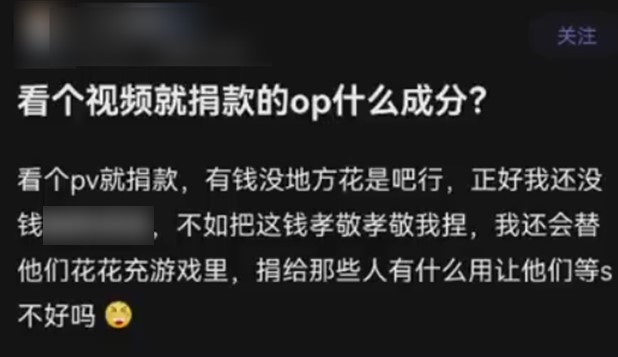 关注
看个视频就捐款的op什么成分？
看个pv就捐款，有钱没地方花是吧行，正好我还没
钱，不如把这钱孝敬孝敬我捏，我还会替
他们花花充游戏里，捐给那些人有什么用让他们等s
不好吗